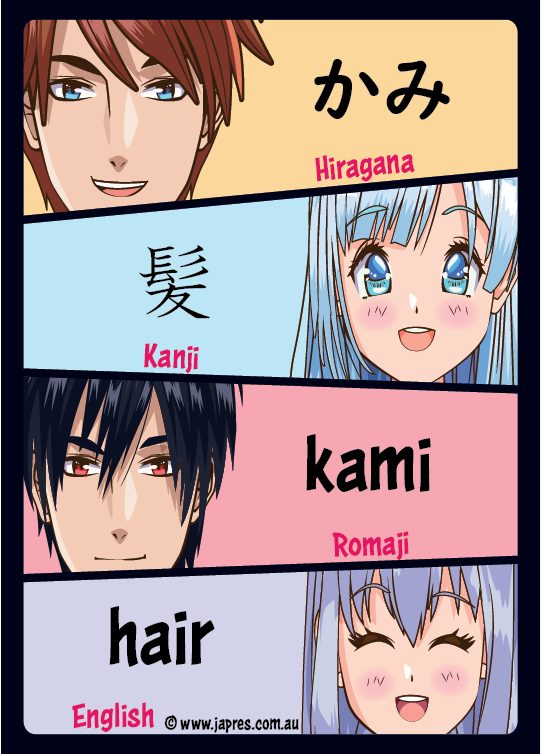 かみ
Hiragana
髪
Kanji
kami
Romaji
hair
English © www.japres.com.au